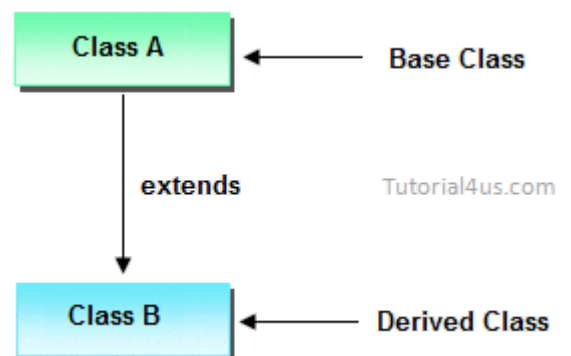 Class A
Base Class
extends
Tutorial4us.com
Class B
Derived Class